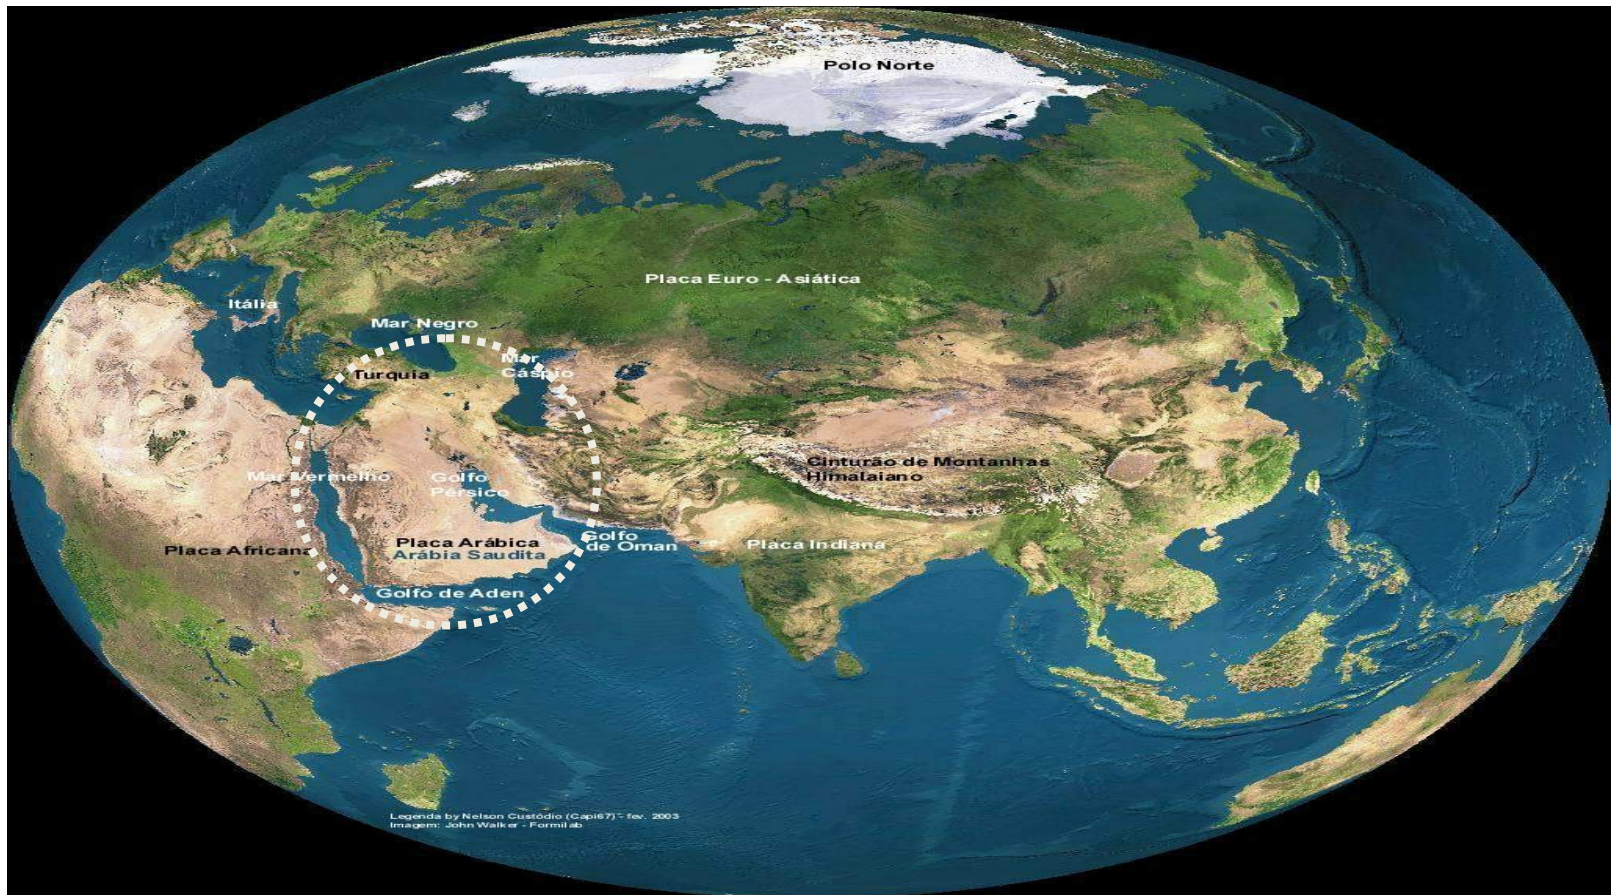 Polo Norte
Placa Euro - Asiática
Itália
Mar Negro
Mar
Cáspio
Turquia
Cinturão de Montanhas
Himalaiano
Mar Vermelho
Golfo
Pérsico
Placa Arábica
Arábia Saudita
Golfo
de Oman
Placa Indiana
Placa Africana
Golfo de Aden
Legenda by Nelson Custódio (Capi67) - fev. 2003
Imagem: John Walker - Formilab